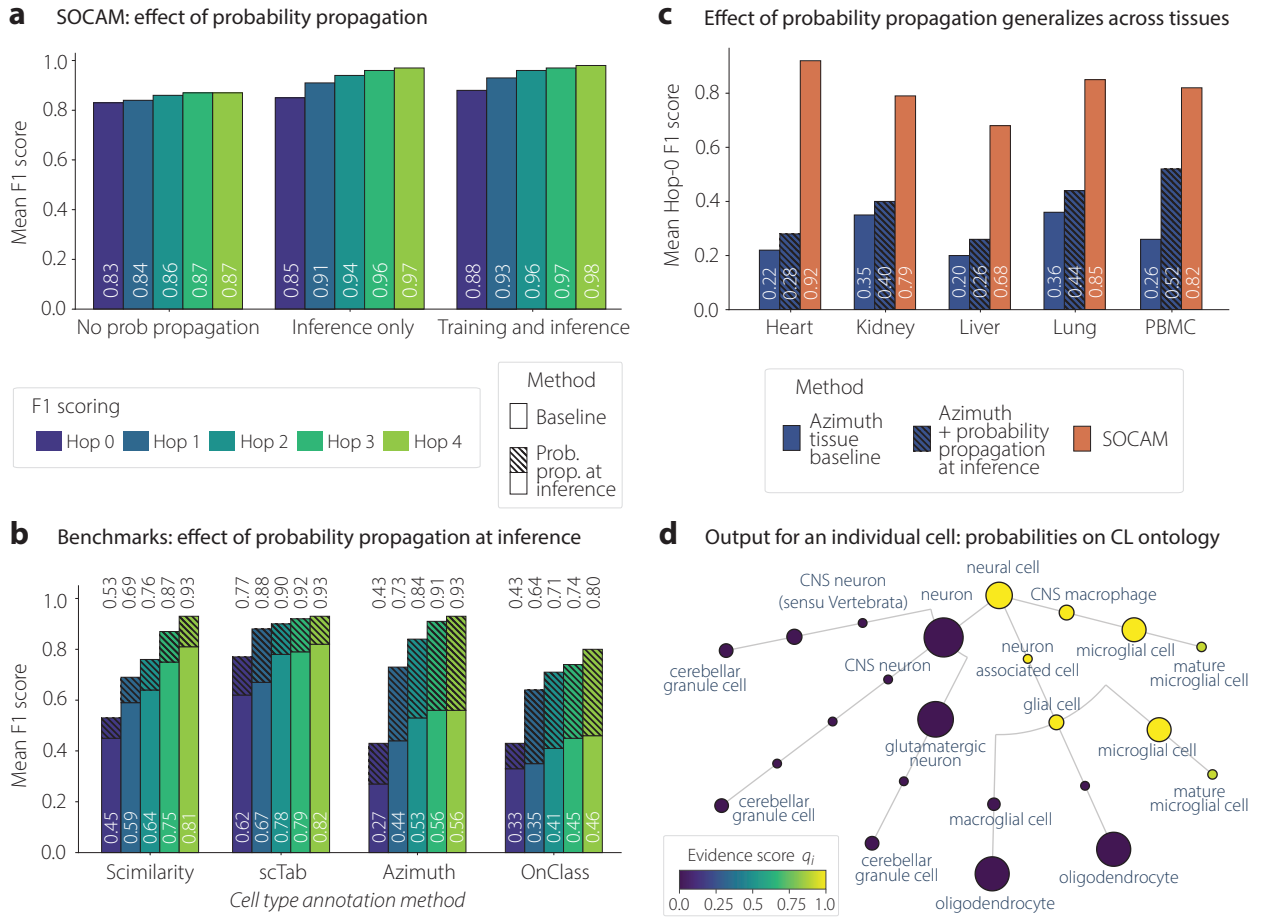 a SOCAM: effect of probability propagation
Mean F1 score
1.0
0.8
0.6
0.4
0.2
0.0
0.83
0.84
0.86
0.87
0.87
0.85
0.91
0.94
0.96
0.97
0.88
0.93
0.96
0.97
0.98
No prob propagation
Inference only
Training and inference
F1 scoring
Hop 0
Hop 1
Hop 2
Hop 3
Hop 4
Method
Baseline
Prob.
prop. at
inference
c Effect of probability propagation generalizes across tissues
Mean Hop-0 F1 score
0.8
0.6
0.4
0.2
0.0
0.22
0.28
0.92
0.35
0.40
0.79
0.20
0.26
0.68
0.36
0.44
0.85
0.26
0.52
0.82
Heart
Kidney
Liver
Lung
PBMC
Method
Azimuth
tissue
baseline
Azimuth
+ probability
propagation
at inference
SOCAM
b Benchmarks: effect of probability propagation at inference
Mean F1 score
1.0
0.8
0.6
0.4
0.2
0.0
0.53
0.69
0.76
0.87
0.93
0.77
0.88
0.90
0.92
0.93
0.43
0.73
0.84
0.91
0.93
0.43
0.64
0.71
0.74
0.80
0.45
0.59
0.64
0.75
0.81
0.62
0.67
0.78
0.79
0.82
0.27
0.44
0.53
0.56
0.56
0.33
0.35
0.41
0.45
0.46
Scimilarity
scTab
Azimuth
OnClass
Cell type annotation method
d Output for an individual cell: probabilities on CL ontology
neural cell
CNS neuron
(sensu Vertebrata)
neuron
CNS macrophage
cerebellar
granule cell
CNS neuron
neuron
associated cell
microglial cell
mature
microglial cell
glial cell
glutamatergic
neuron
microglial cell
mature
microglial cell
cerebellar
granule cell
macroglial cell
cerebellar
granule cell
oligodendrocyte
oligodendrocyte
Evidence score qi
0.0
0.25
0.5
0.75
1.0